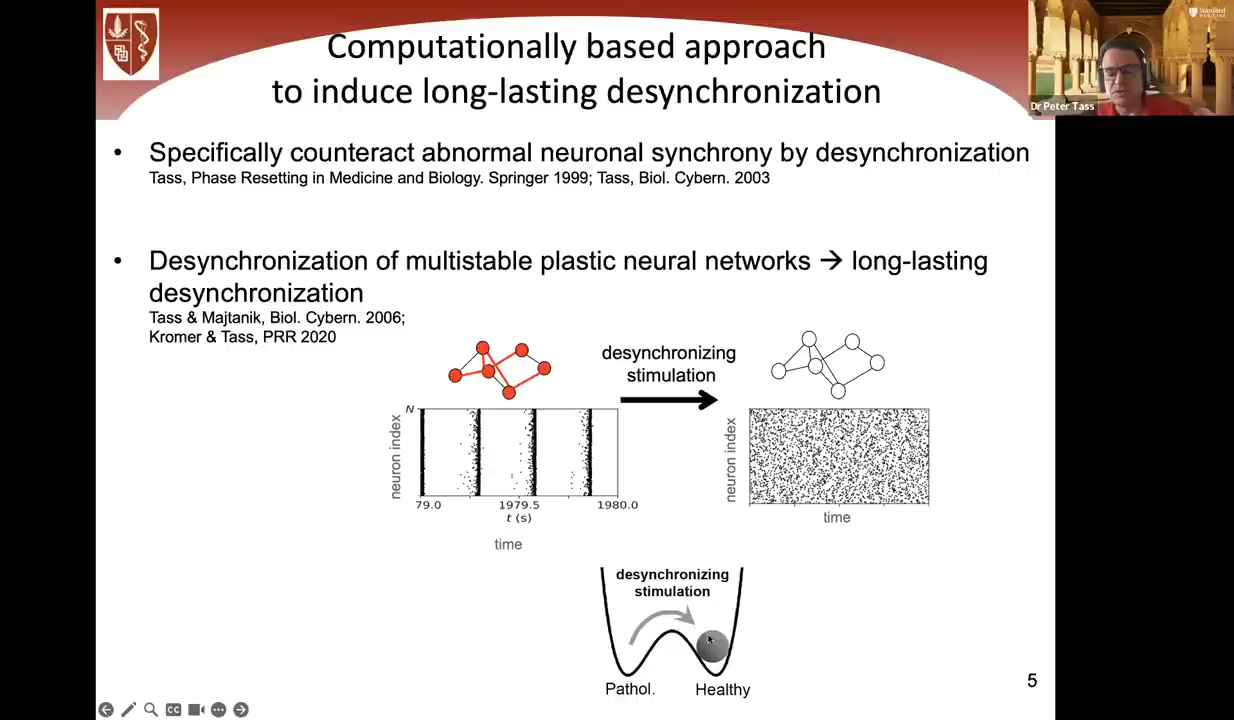 Computationally based approach
to induce long-lasting desynchronization
Stanford
MEDICINE
Dr Peter Tass
• Specifically counteract abnormal neuronal synchrony by desynchronization
Tass, Phase Resetting in Medicine and Biology. Springer 1999; Tass, Biol. Cybern. 2003
• Desynchronization of multistable plastic neural networks → long-lasting
desynchronization
Tass & Majtanik, Biol. Cybern. 2006;
Kromer & Tass, PRR 2020
desynchronizing
stimulation
N
neuron index
79.0 1979.5 1980.0
t (s)
time
neuron index
time
desynchronizing
stimulation
Pathol. Healthy
5
CC